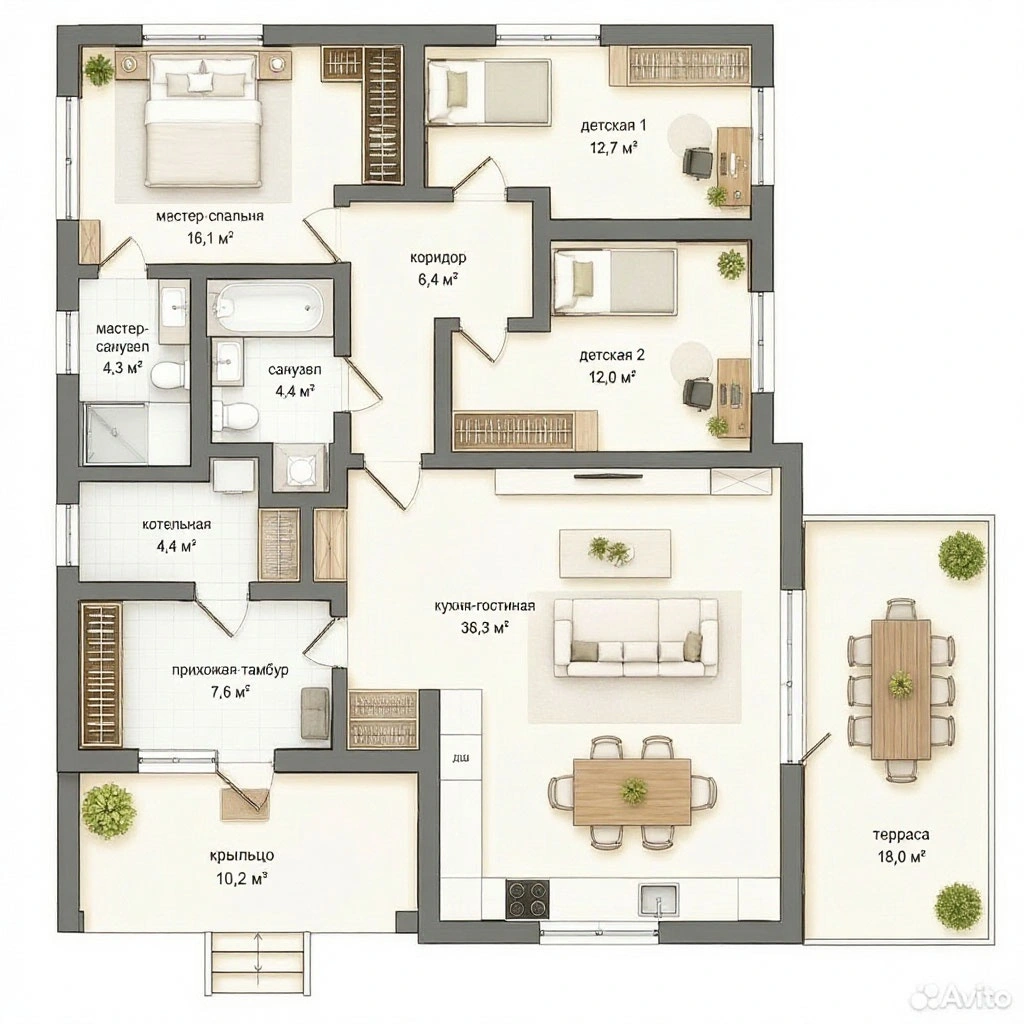 детская 1
12,7 м²
мастер-спальня
16,1 м²
коридор
6,4 м²
мастер-
санузел
4,3 м²
санузел
4,4 м²
детская 2
12,0 м²
котельная
4,4 м²
кухня-гостиная
36,3 м²
прихожая-тамбур
7,6 м²
дш
терраса
18,0 м²
крыльцо
10,2 м²
Avito